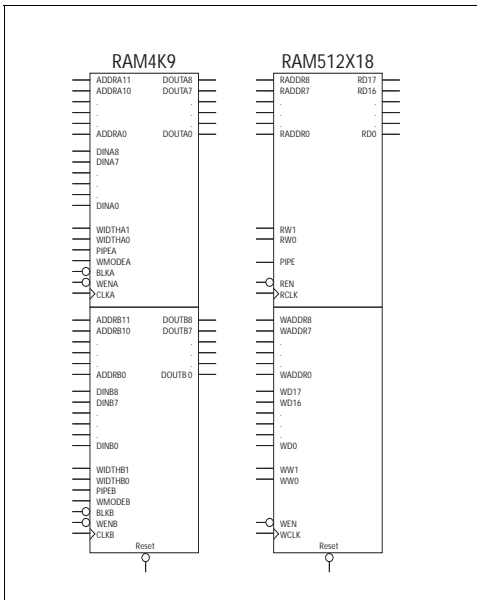 RAM4K9
ADDRA11 DOUTA8
ADDRA10 DOUTA7
. .
. .
. .
ADDRA0 DOUTA0
DINA8
DINA7
.
.
.
DINA0
WIDTHA1
WIDTHA0
PIPEA
WMODEA
BLKA
WENA
CLKA
ADDRB11 DOUTB8
ADDRB10 DOUTB7
. .
. .
. .
ADDRB0 DOUTB0
DINB8
DINB7
.
.
.
DINB0
WIDTHB1
WIDTHB0
PIPEB
WMODEB
BLKB
WENB
CLKB
Reset
RAM512X18
RADDR8 RD17
RADDR7 RD16
. .
. .
. .
RADDR0 RD0
RW1
RW0
PIPE
REN
RCLK
WADDR8
WADDR7
.
.
.
WADDR0
WD17
WD16
.
.
.
WD0
WW1
WW0
WEN
WCLK
Reset